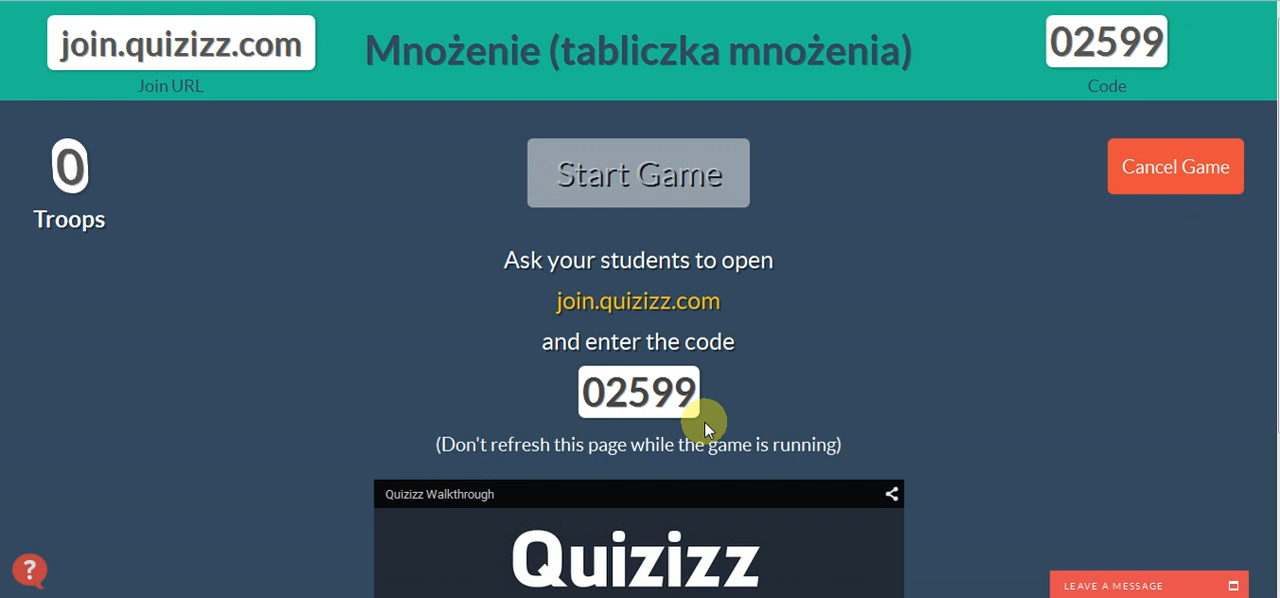 join.quizizz.com
Join URL
Mnożenie (tabliczka mnożenia)
02599
Code
0
Troops
Start Game
Cancel Game
Ask your students to open
join.quizizz.com
and enter the code
02599
(Don't refresh this page while the game is running)
Quizizz Walkthrough
Quizizz
?
LEAVE A MESSAGE